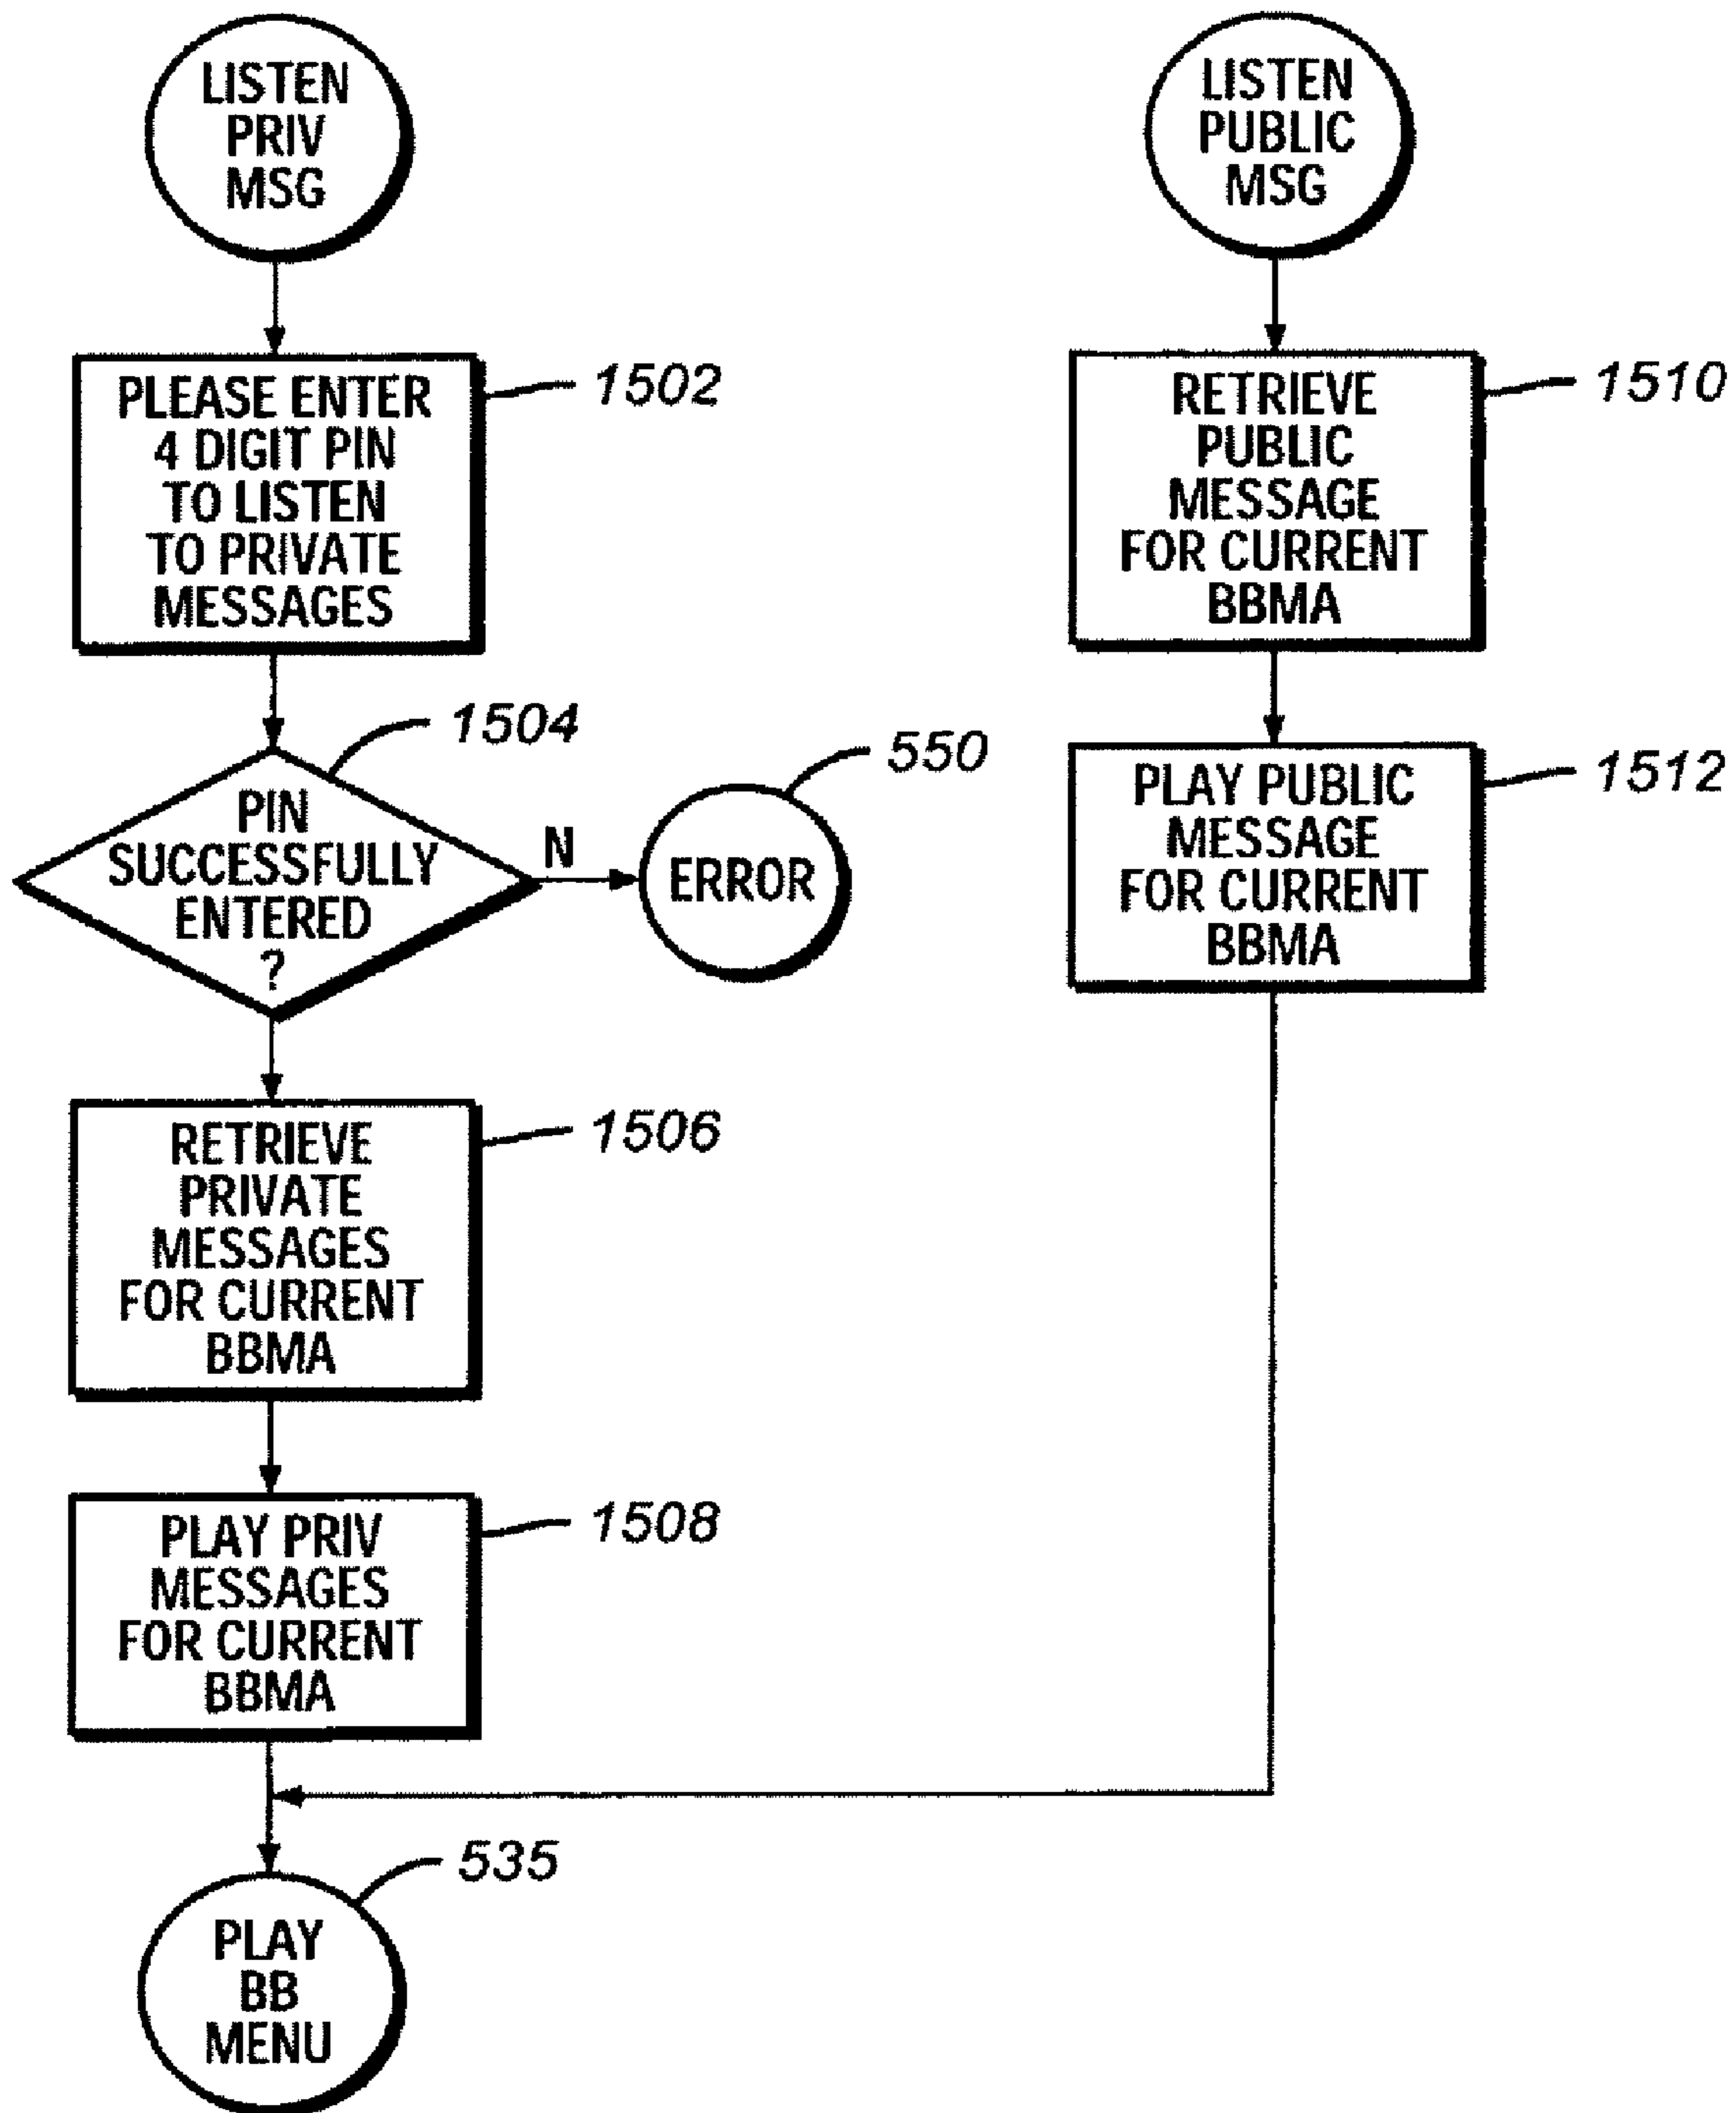 LISTEN
PRIV
MSG
PLEASE ENTER
4 DIGIT PIN
TO LISTEN
TO PRIVATE
MESSAGES
1502
PIN
SUCCESSFULLY
ENTERED
?
1504
N
ERROR
550
RETRIEVE
PRIVATE
MESSAGES
FOR CURRENT
BBMA
1506
PLAY PRIV
MESSAGES
FOR CURRENT
BBMA
1508
PLAY
BB
MENU
535
LISTEN
PUBLIC
MSG
RETRIEVE
PUBLIC
MESSAGE
FOR CURRENT
BBMA
1510
PLAY PUBLIC
MESSAGE
FOR CURRENT
BBMA
1512